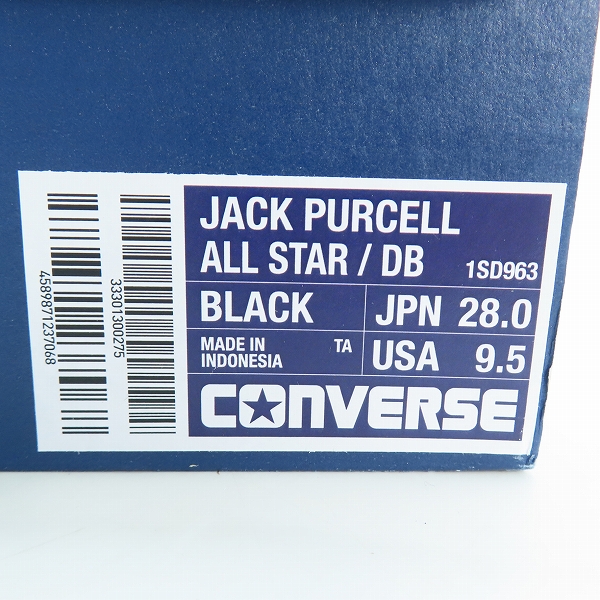 JACK PURCELL
ALL STAR / DB 1SD963
BLACK JPN 28.0
MADE IN
INDONESIA TA USA 9.5
CONVERSE
4589871237068
33301300275